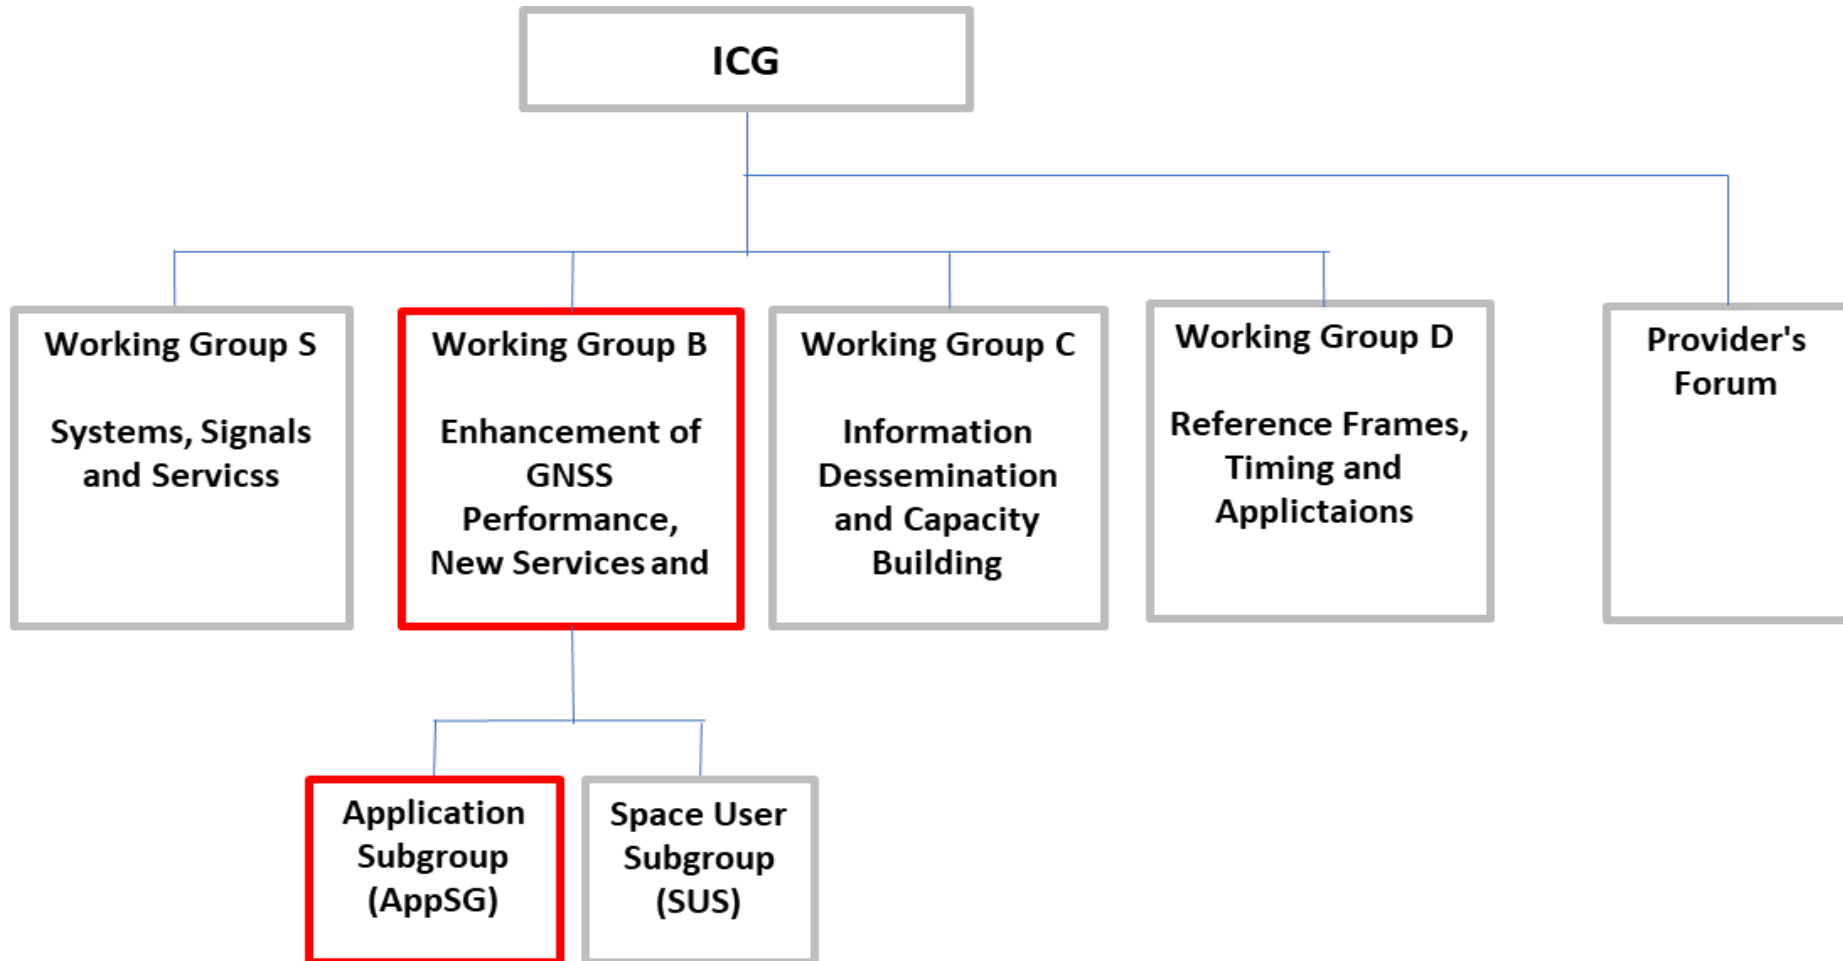 ICG
Working Group S
Systems, Signals
and Servicss
Working Group B
Enhancement of
GNSS
Performance,
New Services and
Working Group C
Information
Dessemination
and Capacity
Building
Working Group D
Reference Frames,
Timing and
Applictaions
Provider's
Forum
Application
Subgroup
(AppSG)
Space User
Subgroup
(SUS)